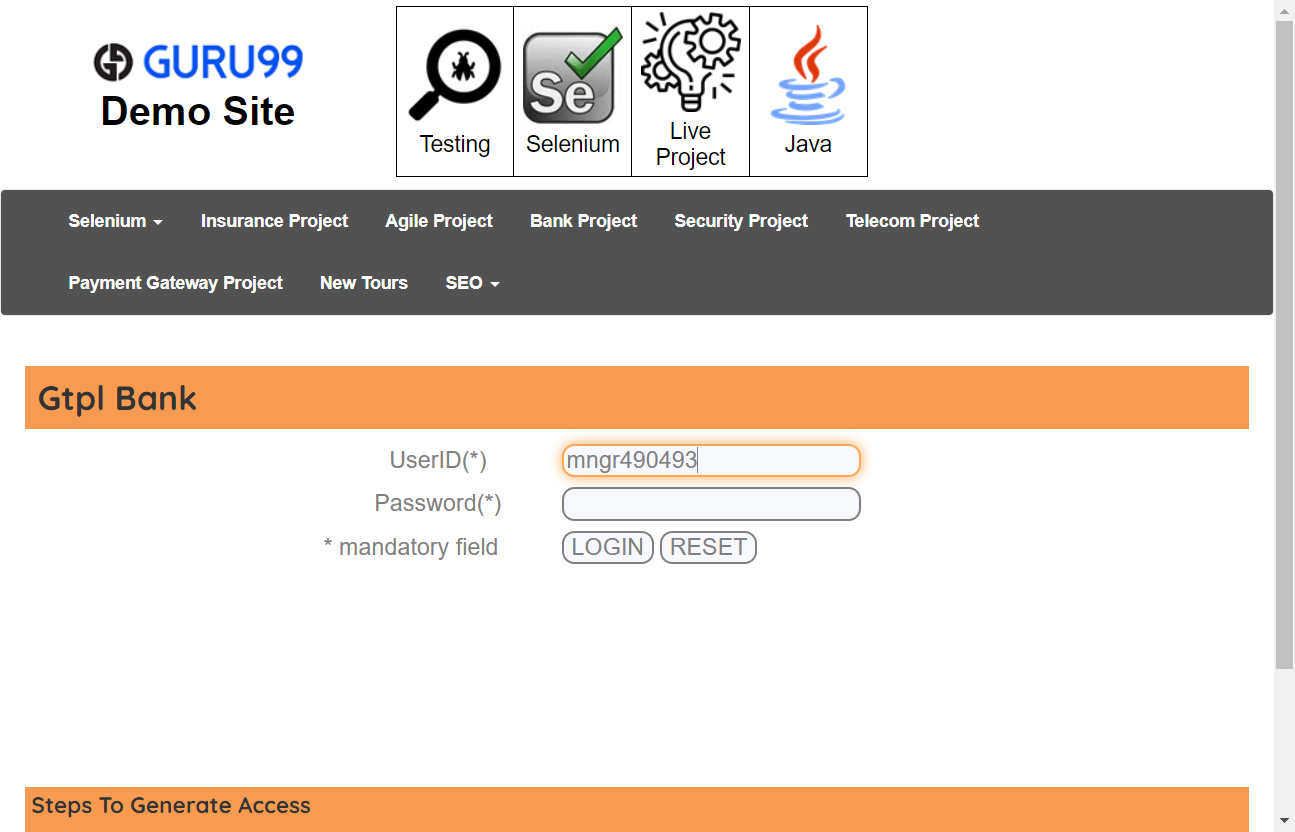 GURU99
Demo Site
Testing
Se
Selenium
Live
Project
Java
Selenium
Insurance Project
Agile Project
Bank Project
Security Project
Telecom Project
Payment Gateway Project
New Tours
SEO
Gtpl Bank
UserID(*)
mngr490493
Password(*)
* mandatory field
LOGIN
RESET
Steps To Generate Access